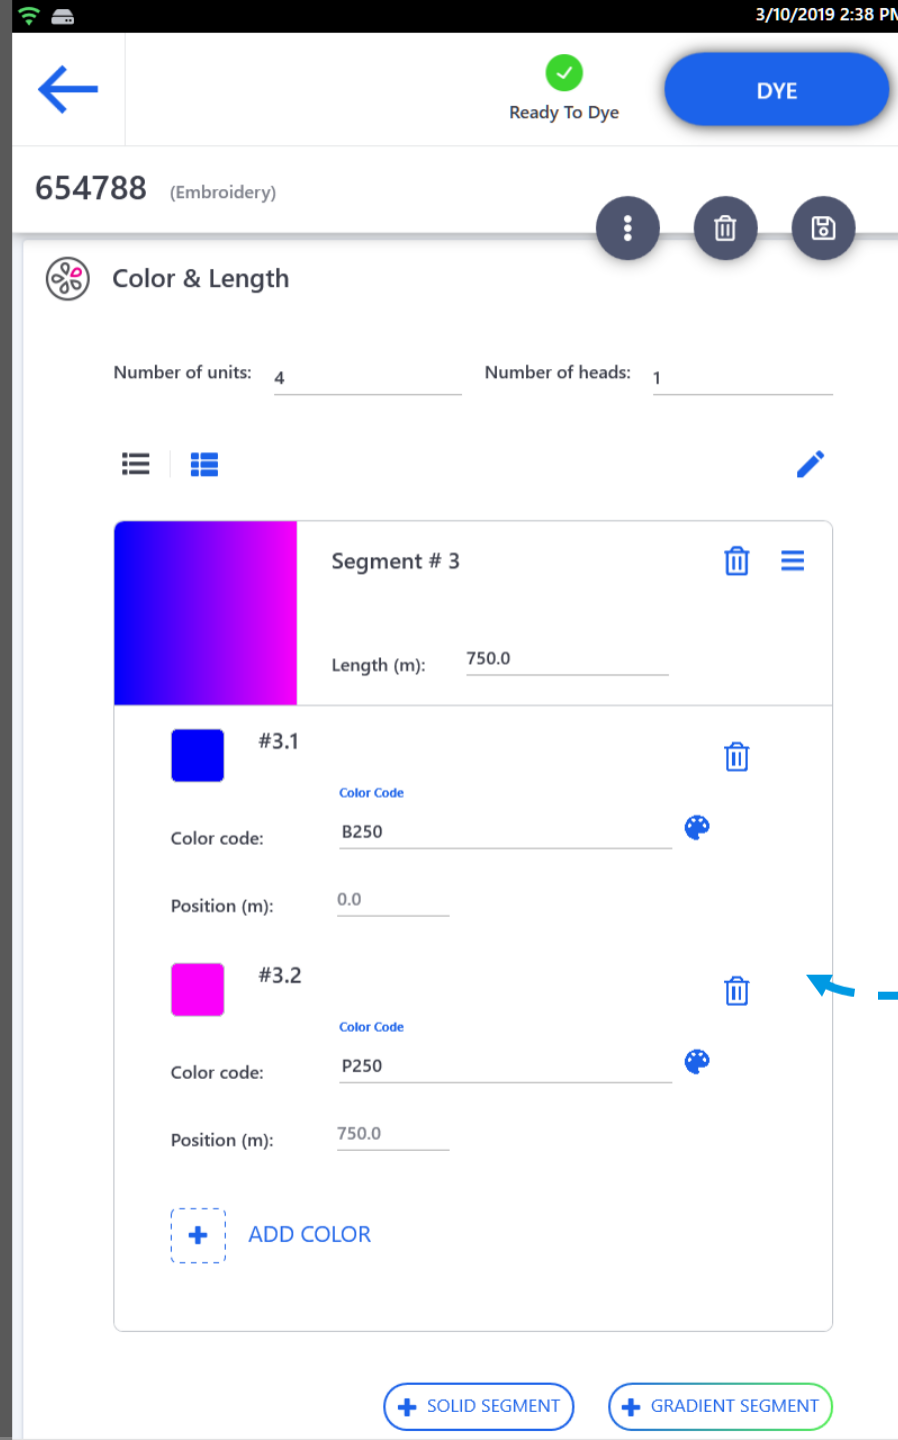 3/10/2019 2:38 PM
Ready To Dye
DYE
654788 (Embroidery)
Color & Length
Number of units: 4 Number of heads: 1
Segment # 3
Length (m): 750.0
#3.1
Color Code
Color code: B250
Position (m): 0.0
#3.2
Color Code
Color code: P250
Position (m): 750.0
+ ADD COLOR
+ SOLID SEGMENT + GRADIENT SEGMENT